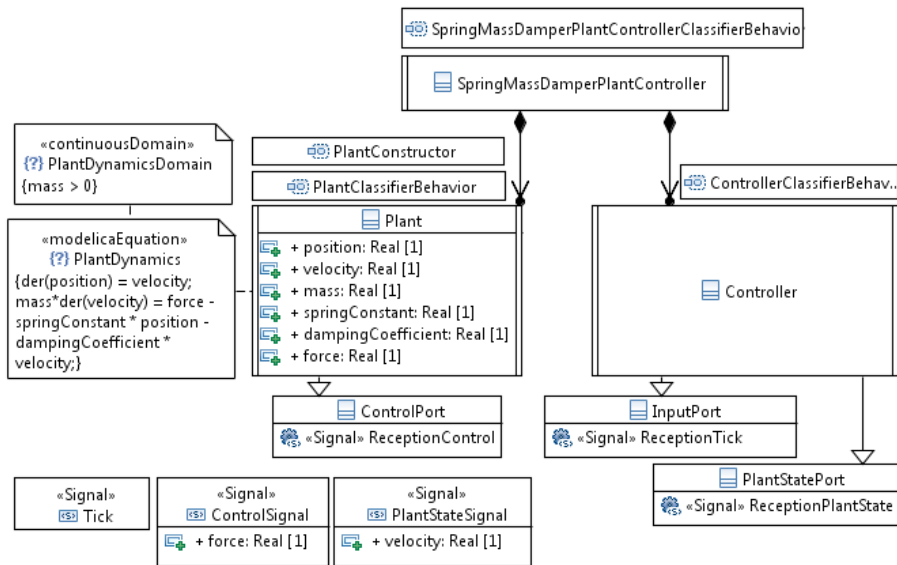 SpringMassDamperPlantControllerClassifierBehavior
SpringMassDamperPlantController
«continuousDomain»
{?} PlantDynamicsDomain
{mass > 0}
PlantConstructor
PlantClassifierBehavior
ControllerClassifierBehav...
«modelicaEquation»
{?} PlantDynamics
{der(position) = velocity;
mass*der(velocity) = force -
springConstant * position -
dampingCoefficient *
velocity;}
Plant
+ position: Real [1]
+ velocity: Real [1]
+ mass: Real [1]
+ springConstant: Real [1]
+ dampingCoefficient: Real [1]
+ force: Real [1]
Controller
ControlPort
«Signal» ReceptionControl
InputPort
«Signal» ReceptionTick
PlantStatePort
«Signal» ReceptionPlantState
«Signal»
<S> Tick
«Signal»
<S> ControlSignal
+ force: Real [1]
«Signal»
<S> PlantStateSignal
+ velocity: Real [1]